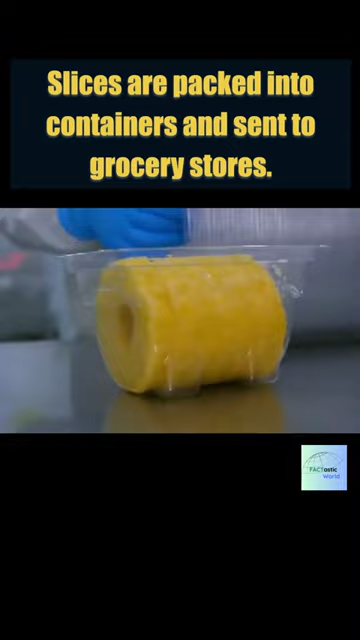 Slices are packed into
containers and sent to
grocery stores.
FACTastic
World